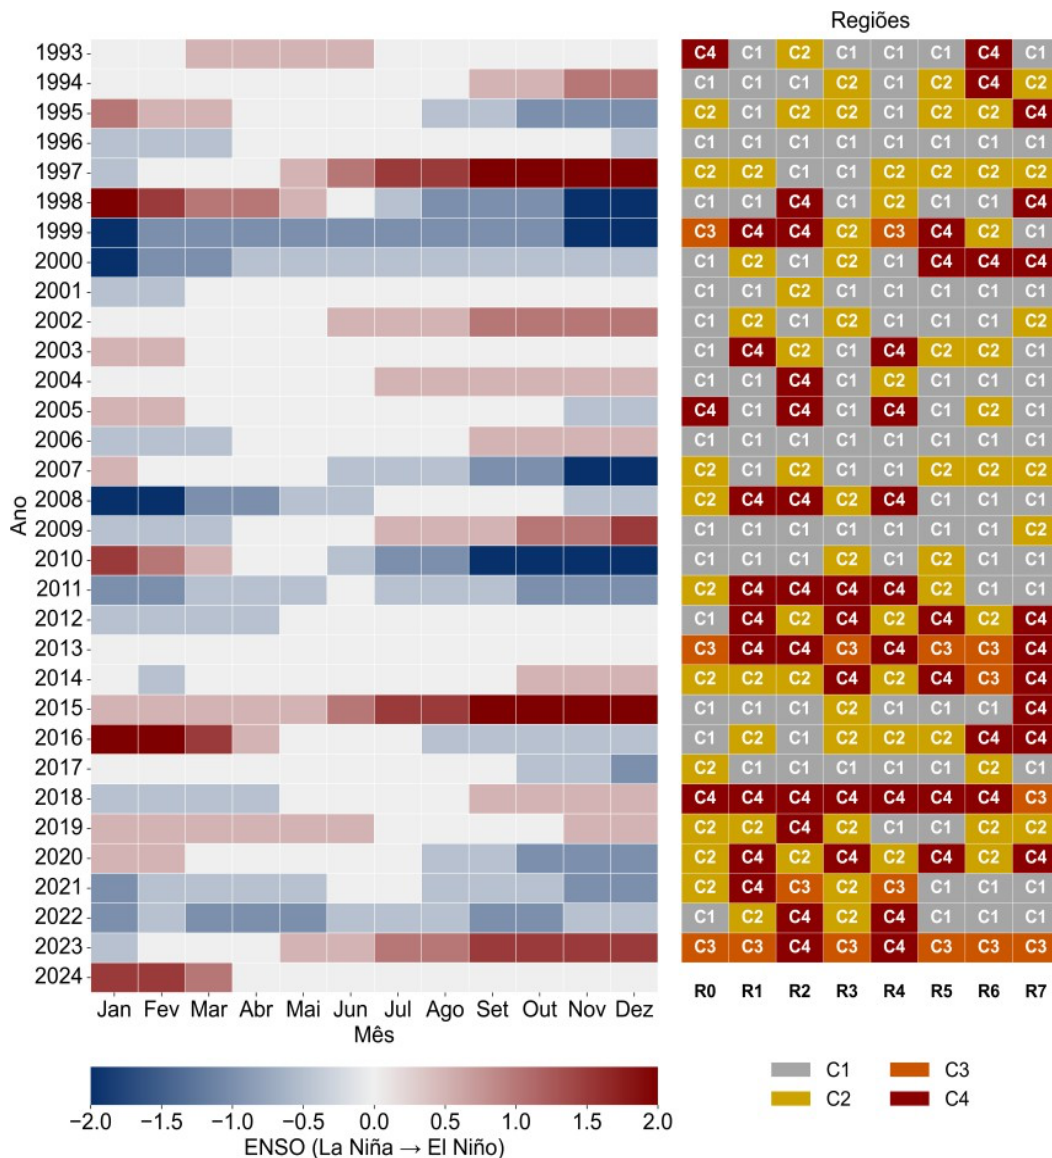 Regiões
1993 C4 C1 C2 C1 C1 C1 C4 C1
1994 C1 C1 C1 C2 C1 C2 C4 C2
1995 C2 C1 C2 C2 C1 C2 C2 C4
1996 C1 C1 C1 C1 C1 C1 C1 C1
1997 C2 C2 C1 C1 C2 C2 C2 C2
1998 C1 C1 C4 C1 C2 C1 C1 C4
1999 C3 C4 C4 C2 C3 C4 C2 C1
2000 C1 C2 C1 C2 C1 C4 C4 C4
2001 C1 C1 C2 C1 C1 C1 C1 C1
2002 C1 C2 C1 C2 C1 C1 C1 C2
2003 C1 C4 C2 C1 C4 C2 C2 C1
2004 C1 C1 C4 C1 C2 C1 C1 C1
2005 C4 C1 C4 C1 C4 C1 C2 C1
2006 C1 C1 C1 C1 C1 C1 C1 C1
2007 C2 C1 C2 C1 C1 C2 C2 C2
Ano
2008 C2 C4 C4 C2 C4 C1 C1 C1
2009 C1 C1 C1 C1 C1 C1 C1 C2
2010 C1 C1 C1 C2 C1 C2 C1 C1
2011 C2 C4 C4 C4 C4 C2 C1 C1
2012 C1 C4 C2 C4 C2 C4 C2 C4
2013 C3 C4 C4 C3 C4 C3 C3 C4
2014 C2 C2 C2 C4 C2 C4 C3 C4
2015 C1 C1 C1 C2 C1 C1 C1 C4
2016 C1 C2 C1 C2 C2 C2 C4 C4
2017 C2 C1 C1 C1 C1 C1 C2 C1
2018 C4 C4 C4 C4 C4 C4 C4 C3
2019 C2 C2 C4 C2 C1 C1 C2 C2
2020 C2 C4 C2 C4 C2 C4 C2 C4
2021 C2 C4 C3 C2 C3 C1 C1 C1
2022 C1 C2 C4 C2 C4 C1 C1 C1
2023 C3 C3 C4 C3 C4 C3 C3 C3
2024
R0 R1 R2 R3 R4 R5 R6 R7
Jan Fev Mar Abr Mai Jun Jul Ago Set Out Nov Dez
Mês
C1 C3
C2 C4
−2.0 −1.5 −1.0 −0.5 0.0 0.5 1.0 1.5 2.0
ENSO (La Niña → El Niño)